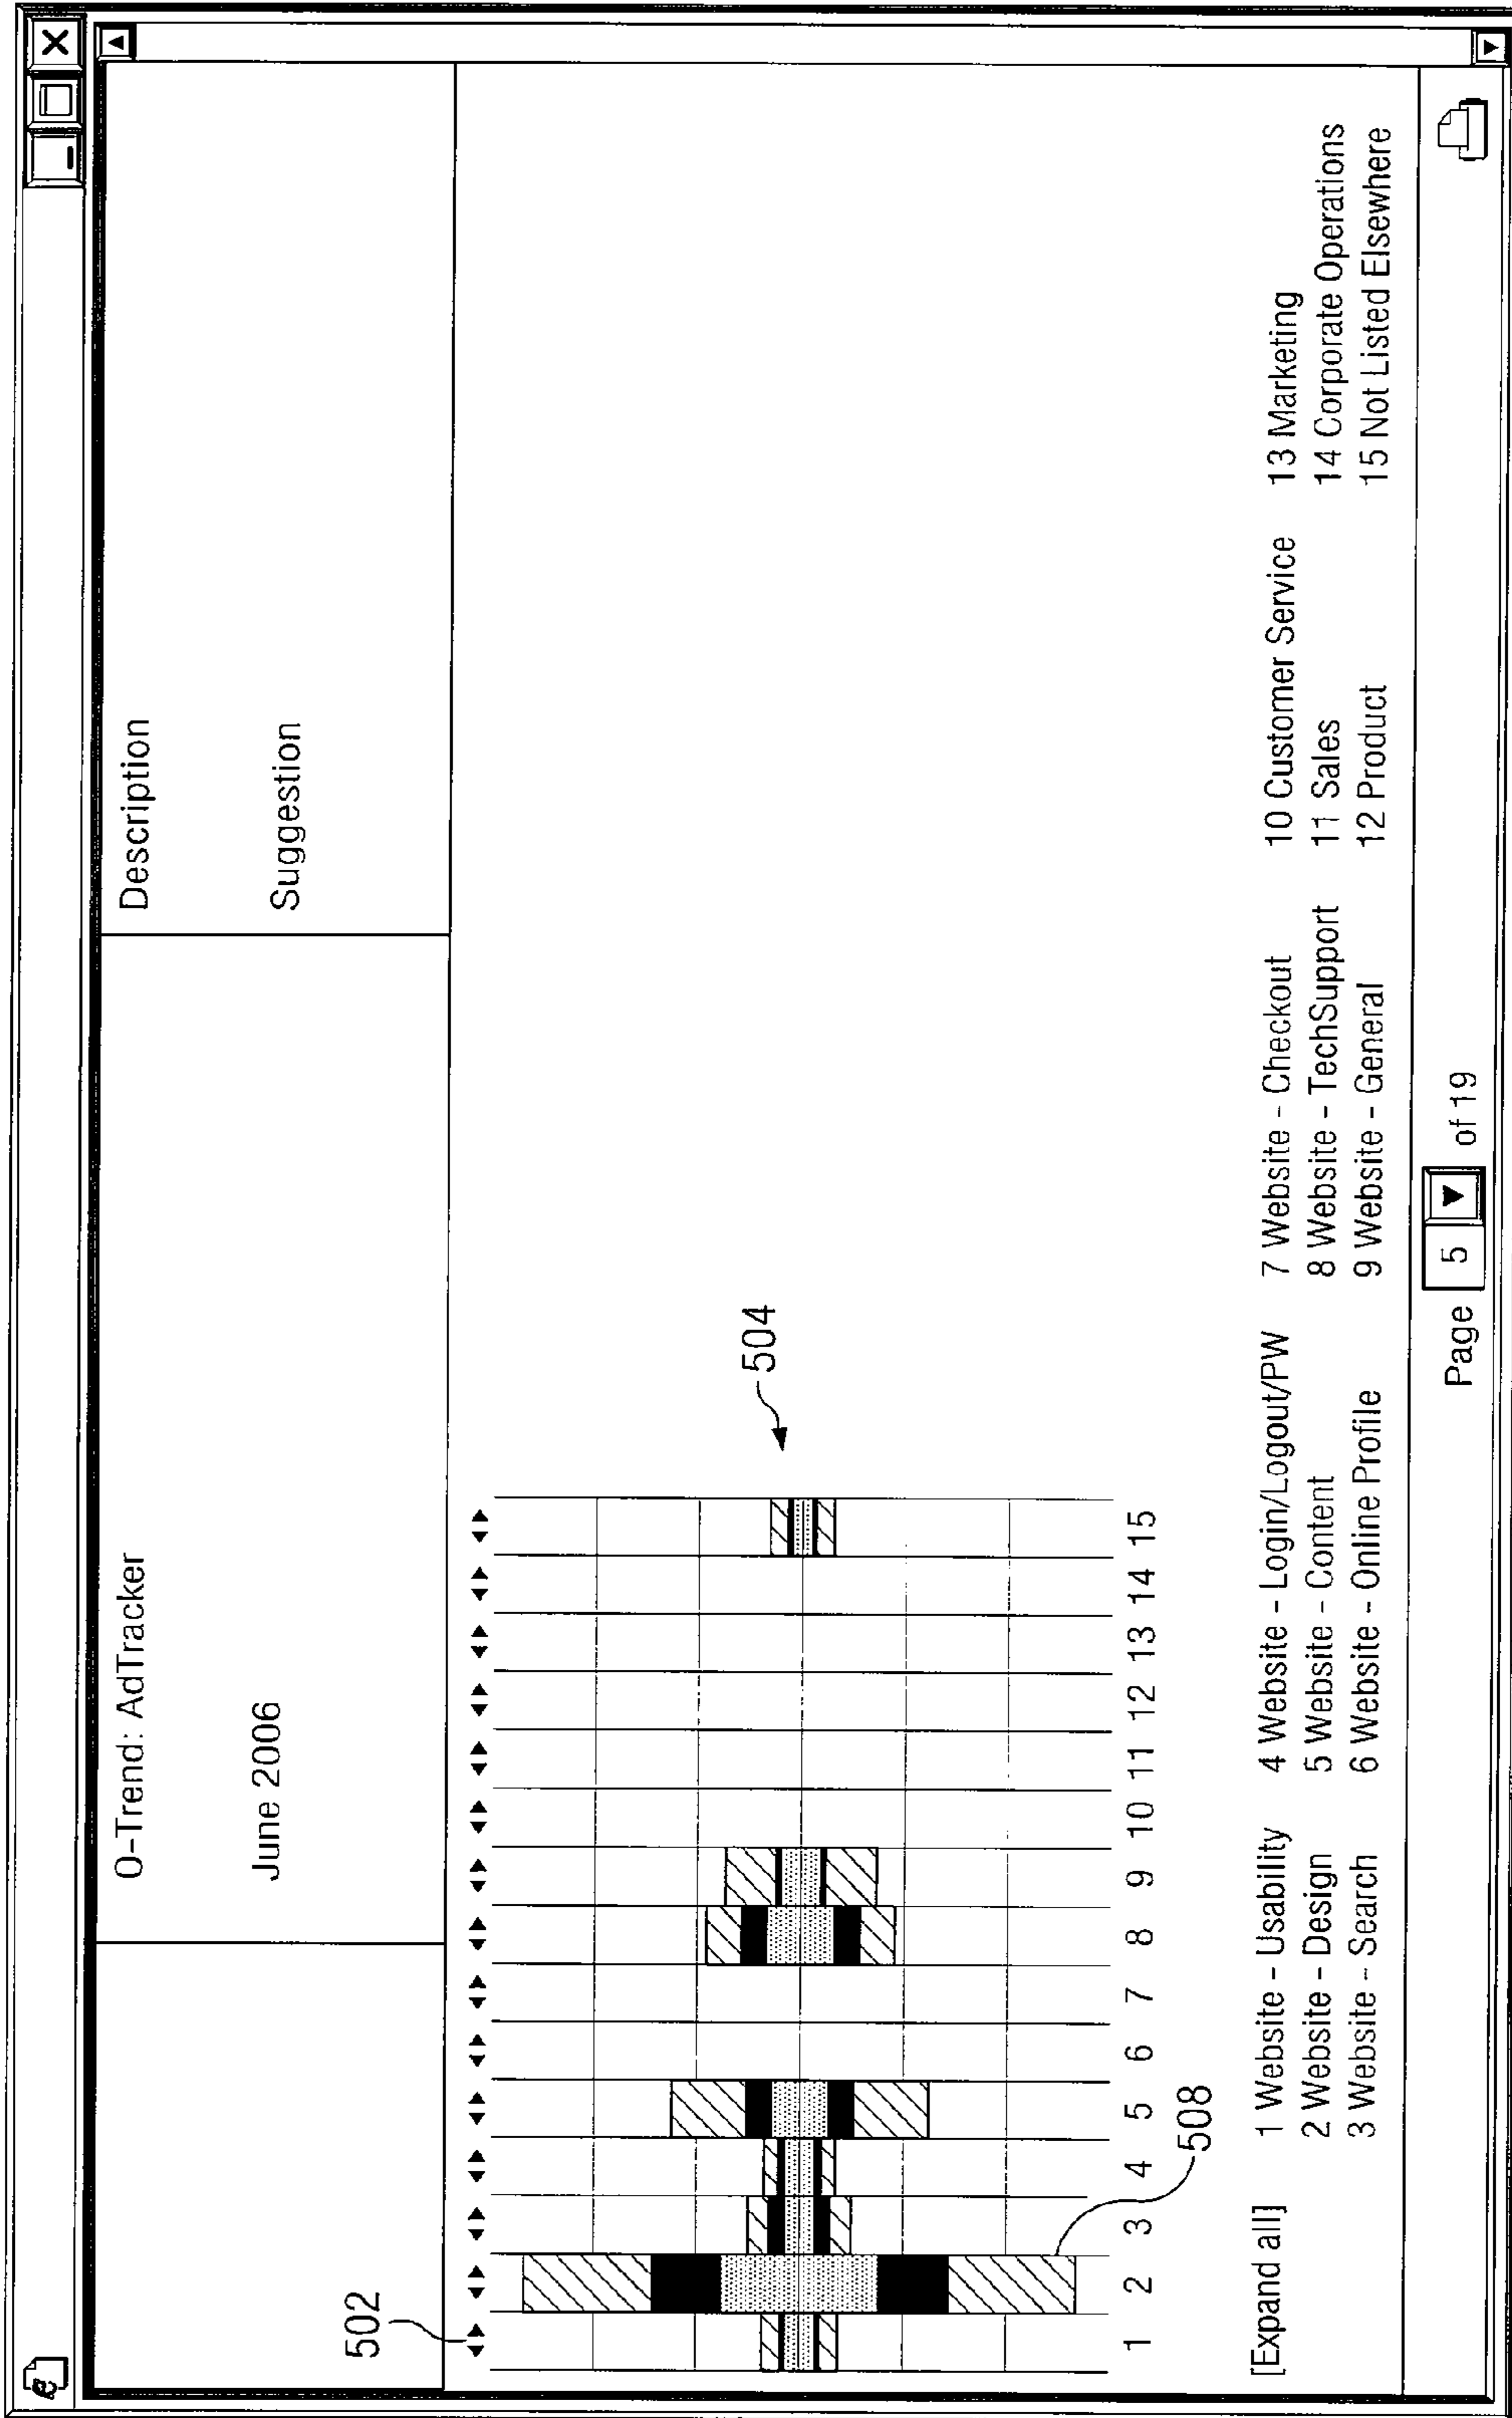 O-Trend: AdTracker
June 2006
Description
Suggestion
502
504
1 2 3 4 5 6 7 8 9 10 11 12 13 14 15
508
[Expand all]
1 Website - Usability
2 Website - Design
3 Website - Search
4 Website - Login/Logout/PW
5 Website - Content
6 Website - Online Profile
7 Website - Checkout
8 Website - TechSupport
9 Website - General
10 Customer Service
11 Sales
12 Product
13 Marketing
14 Corporate Operations
15 Not Listed Elsewhere
Page 5 of 19